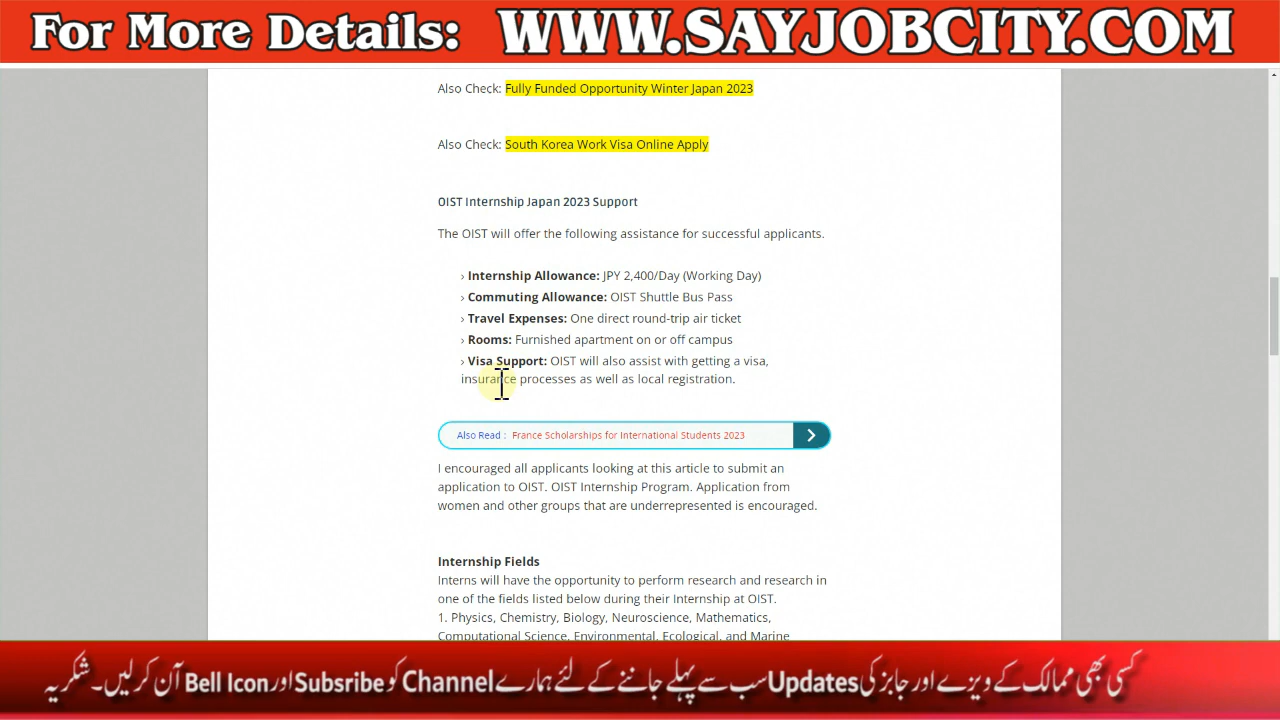 For More Details: WWW.SAYJOBCITY.COM
Also Check: Fully Funded Opportunity Winter Japan 2023
Also Check: South Korea Work Visa Online Apply
OIST Internship Japan 2023 Support
The OIST will offer the following assistance for successful applicants.
› Internship Allowance: JPY 2,400/Day (Working Day)
› Commuting Allowance: OIST Shuttle Bus Pass
› Travel Expenses: One direct round-trip air ticket
› Rooms: Furnished apartment on or off campus
› Visa Support: OIST will also assist with getting a visa,
insurance processes as well as local registration.
Also Read : France Scholarships for International Students 2023
I encouraged all applicants looking at this article to submit an
application to OIST. OIST Internship Program. Application from
women and other groups that are underrepresented is encouraged.
Internship Fields
Interns will have the opportunity to perform research and research in
one of the fields listed below during their Internship at OIST.
1. Physics, Chemistry, Biology, Neuroscience, Mathematics,
Computational Science, Environmental, Ecological, and Marine
کسی بھی ممالک کے ویزے اور جابز کی Updates سب سے پہلے جاننے کے لئے ہمارے Channel کو Subsribe اور Bell Icon آن کر لیں۔ شکریہ